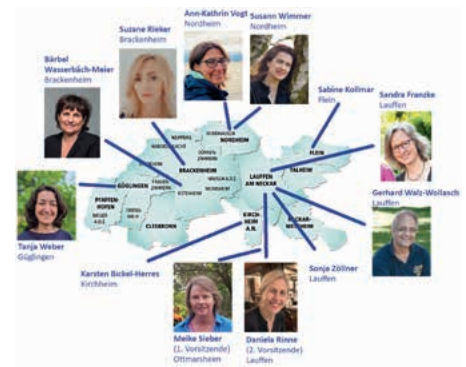 Ann-Kathrin Vogt
Nordheim
Susann Wimmer
Nordheim
Suzane Rieker
Brackenheim
Bärbel
Wasserbäch-Meier
Brackenheim
Sabine Kollmar
Flein
Sandra Franzke
Lauffen
NORDHEIM
FLEIN
TALHEIM
BRACKENHEIM
LAUFFEN
AM NECKAR
GÜGLINGEN
PFAFFEN-
HOFEN
CLEEBRONN
KIRCH-
HEIM
Gerhard Walz-Wollasch
Lauffen
Tanja Weber
Güglingen
Karsten Bickel-Herres
Kirchheim
Sonja Zöllner
Lauffen
Meike Sieber
(1. Vorsitzende)
Ottmarsheim
Daniela Rinne
(2. Vorsitzende)
Lauffen